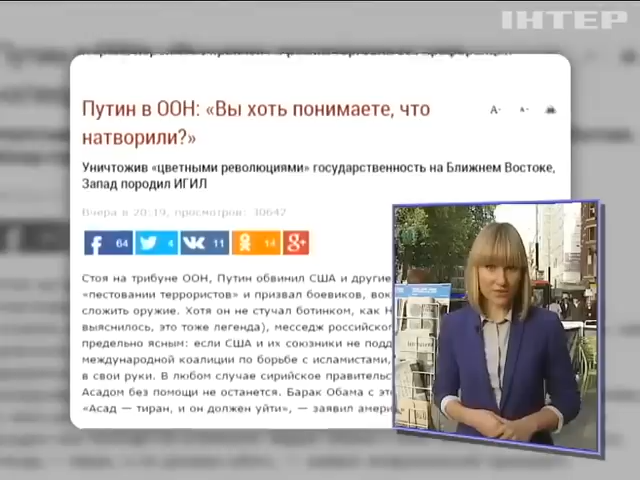 ІНТЕР
Путин в ООН: «Вы хоть понимаете, что
натворили?»
A- A-
Уничтожив «цветными революциями» государственность на Ближнем Востоке,
Запад породил ИГИЛ
Вчера в 20:19, просмотров: 30642
f 64 4 11 14 g+
Стоя на трибуне ООН, Путин обвинил США и другие
«пестовании террористов» и призвал боевиков, вок
сложить оружие. Хотя он не стучал ботинком, как
выяснилось, это тоже легенда), месседж российског
предельно ясным: если США и их союзники не подд
международной коалиции по борьбе с исламистами,
в свои руки. В любом случае сирийское правительс
Асадом без помощи не останется. Барак Обама с эт
«Асад — тиран, и он должен уйти», — заявил амери